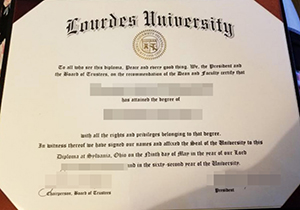 Lourdes University
To all who see this diploma, Peace and every good thing. We, the President
and the Board of Trustees, on the recommendation of the Dean and Faculty certify that
has attained the degree of
with all the rights and privileges belonging to that degree.
In witness thereof we have signed our names and affixed the Seal of the University to this
Diploma at Sylvania, Ohio on the Ninth day of May in the year of our Lord
and in the sixty-second year of the University.
Chairperson, Board of Trustees
President